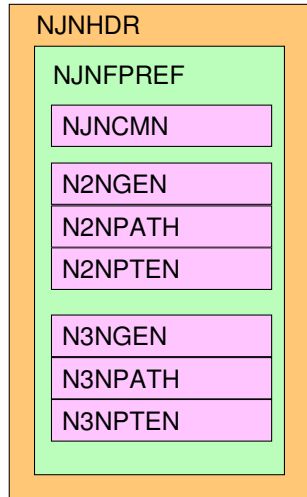 NJNHDR
NJNFPREF
NJNCMN
N2NGEN
N2NPATH
N2NPTEN
N3NGEN
N3NPATH
N3NPTEN